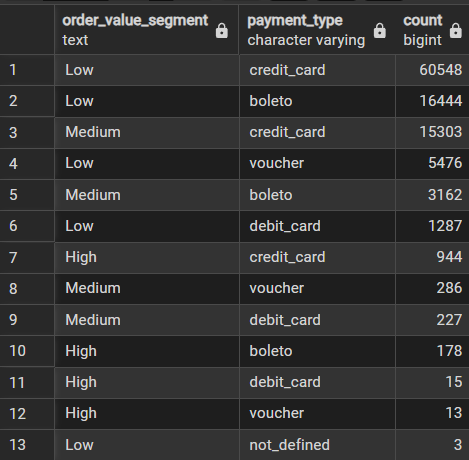 order_value_segment payment_type count
text character varying bigint
1 Low credit_card 60548
2 Low boleto 16444
3 Medium credit_card 15303
4 Low voucher 5476
5 Medium boleto 3162
6 Low debit_card 1287
7 High credit_card 944
8 Medium voucher 286
9 Medium debit_card 227
10 High boleto 178
11 High debit_card 15
12 High voucher 13
13 Low not_defined 3